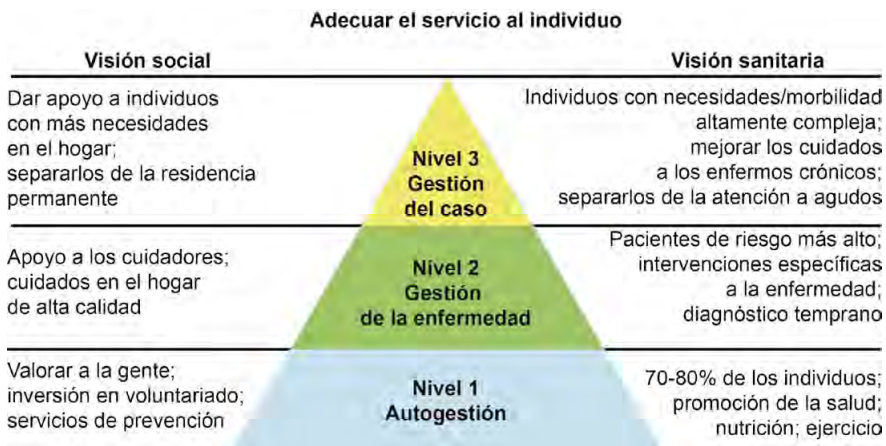 Adecuar el servicio al individuo
Visión social
Visión sanitaria
Dar apoyo a individuos
con más necesidades
en el hogar;
separarlos de la residencia
permanente
Nivel 3
Gestión
del caso
Individuos con necesidades/morbilidad
altamente compleja;
mejorar los cuidados
a los enfermos crónicos;
separarlos de la atención a agudos
Apoyo a los cuidadores;
cuidados en el hogar
de alta calidad
Nivel 2
Gestión
de la enfermedad
Pacientes de riesgo más alto;
intervenciones específicas
a la enfermedad;
diagnóstico temprano
Valorar a la gente;
inversión en voluntariado;
servicios de prevención
Nivel 1
Autogestión
70-80% de los individuos;
promoción de la salud;
nutrición; ejercicio